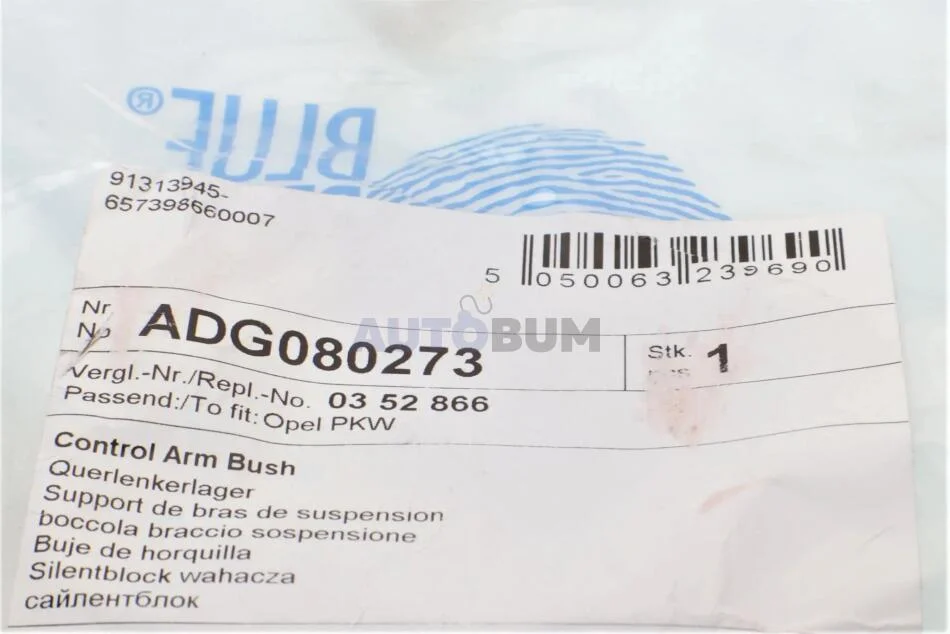 BLUE®
91313945-
657398660007
5 050063 239690
Nr
No
ADG080273
AUTOBUM
Stk.
1
Vergl.-Nr./Repl.-No. 03 52 866
Passend:/To fit: Opel PKW
Control Arm Bush
Querlenkerlager
Support de bras de suspension
boccola braccio sospensione
Buje de horquilla
Silentblock wahacza
сайлентблок